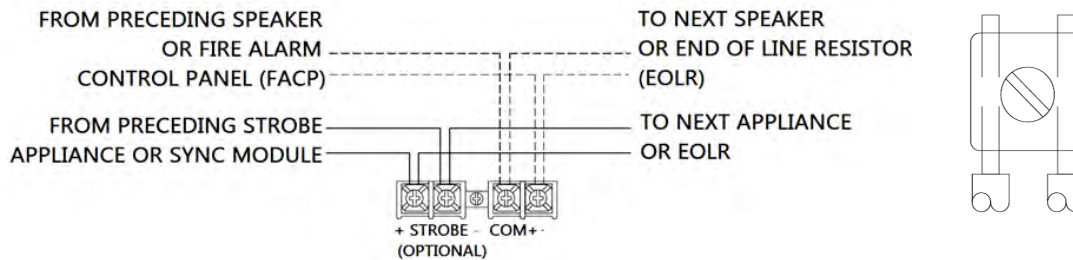 FROM PRECEDING SPEAKER
OR FIRE ALARM
CONTROL PANEL (FACP)
TO NEXT SPEAKER
OR END OF LINE RESISTOR
(EOLR)
FROM PRECEDING STROBE
APPLIANCE OR SYNC MODULE
TO NEXT APPLIANCE
OR EOLR
+ STROBE - COM+ -
(OPTIONAL)